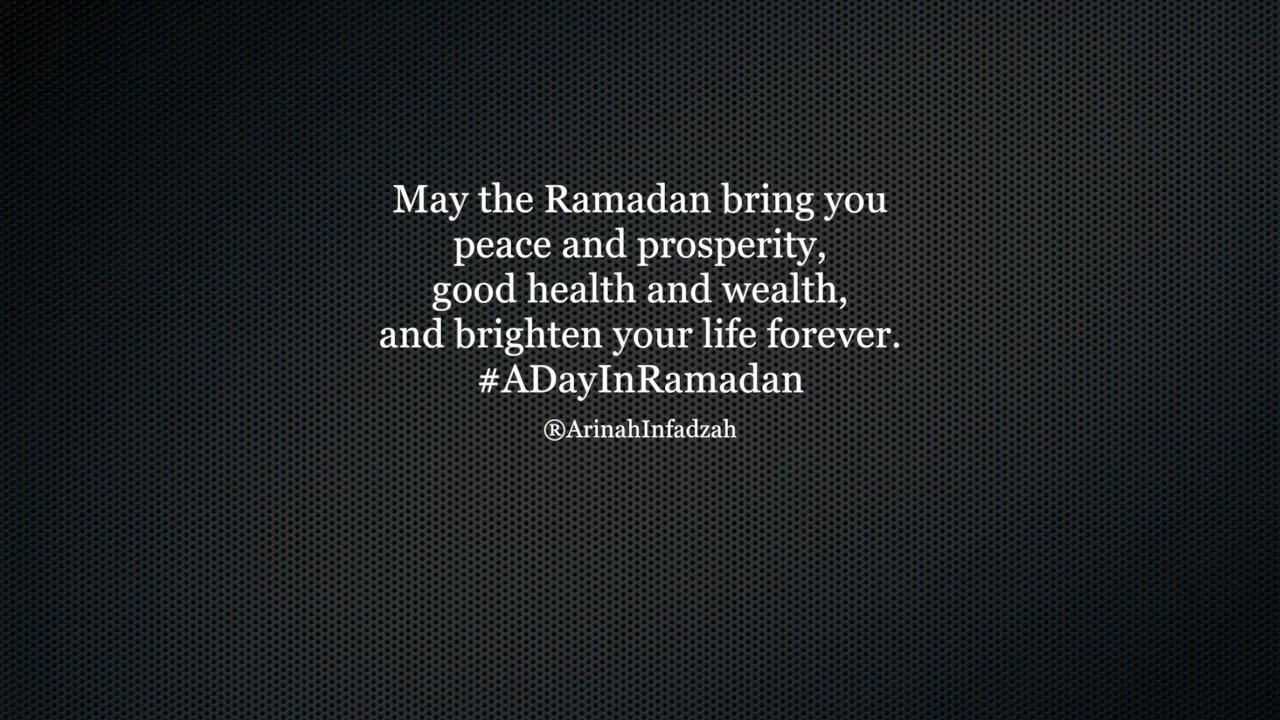 May the Ramadan bring you
peace and prosperity,
good health and wealth,
and brighten your life forever.
#ADayInRamadan
®ArinahInfadzah